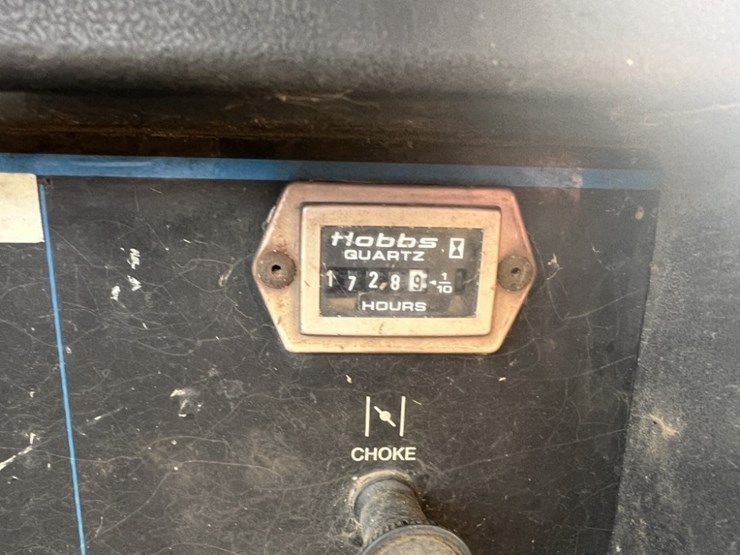 Hobbs
QUARTZ
1 7 2,8 9 1/10
HOURS
CHOKE